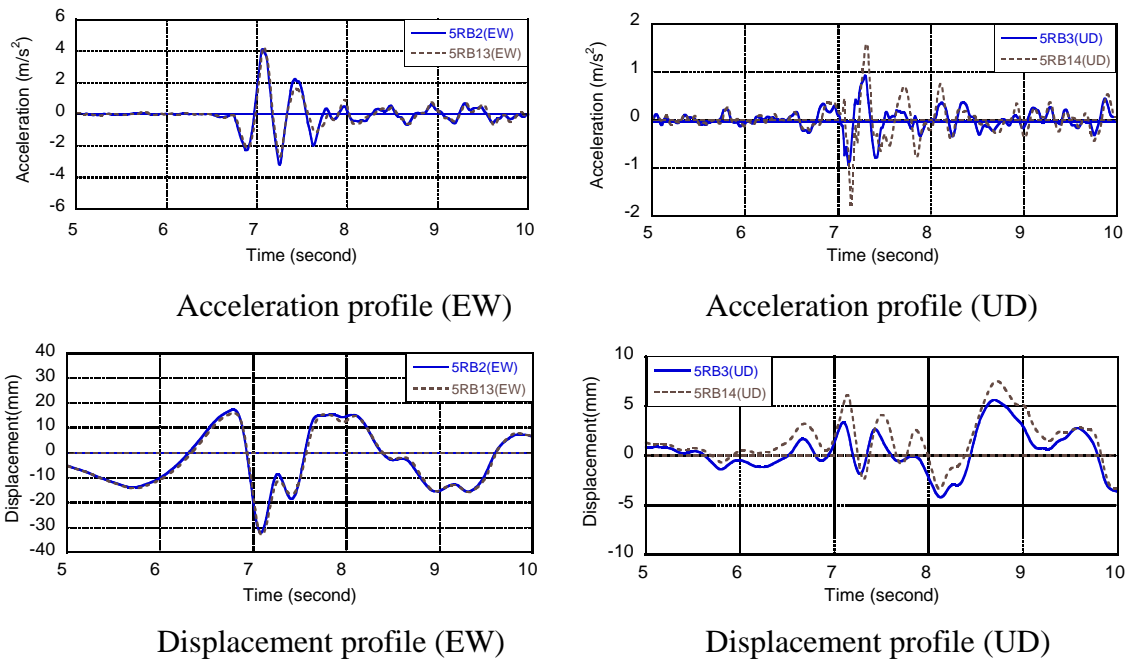 6
4
2
0
-2
-4
-6
Acceleration (m/s²)
5RB2(EW)
5RB13(EW)
5 6 7 8 9 10
Time (second)
Acceleration profile (EW)
2
1
0
-1
-2
Acceleration (m/s²)
5RB3(UD)
5RB14(UD)
5 6 7 8 9 10
Time (second)
Acceleration profile (UD)
40
30
20
10
0
-10
-20
-30
-40
Displacement(mm)
5RB2(EW)
5RB13(EW)
5 6 7 8 9 10
Time (second)
Displacement profile (EW)
10
5
0
-5
-10
Displacement(mm)
5RB3(UD)
5RB14(UD)
5 6 7 8 9 10
Time (second)
Displacement profile (UD)